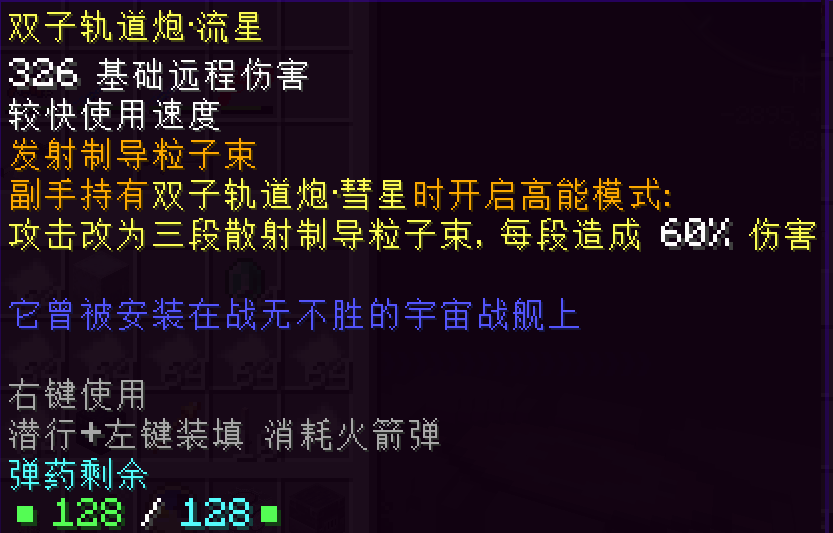 双子轨道炮·流星
326 基础远程伤害
较快使用速度
发射制导粒子束
副手持有双子轨道炮·彗星时开启高能模式:
攻击改为三段散射制导粒子束, 每段造成 60% 伤害
它曾被安装在战无不胜的宇宙战舰上
右键使用
潜行+左键装填 消耗火箭弹
弹药剩余
■ 128 / 128 ■